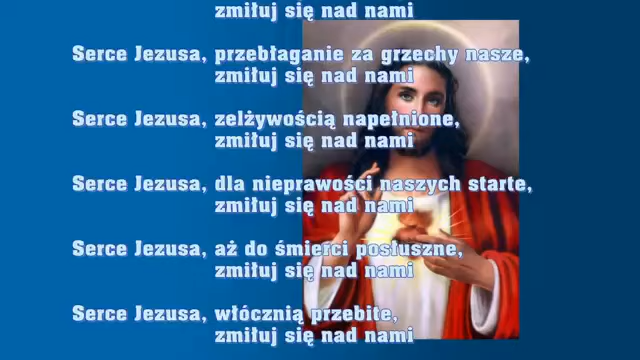 zmiłuj się nad nami
Serce Jezusa, przebłaganie za grzechy nasze,
zmiłuj się nad nami
Serce Jezusa, zelżywością napełnione,
zmiłuj się nad nami
Serce Jezusa, dla nieprawości naszych starte,
zmiłuj się nad nami
Serce Jezusa, aż do śmierci posłuszne,
zmiłuj się nad nami
Serce Jezusa, włócznią przebite,
zmiłuj się nad nami